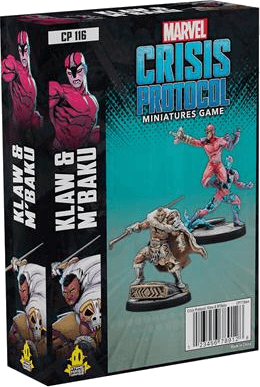 CP 116
KLAW &
M'BAKU
KLAW &
M'BAKU
MARVEL
CRISIS
PROTOCOL
MINIATURES GAME